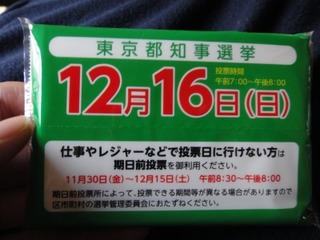 東京都知事選挙
12月16日(日)
投票時間
午前7:00～午後8:00
仕事やレジャーなどで投票日に行けない方は
期日前投票を御利用ください。
11月30日(金)～12月15日(土) 午前8:30～午後8:00
期日前投票所によって、投票できる期間等が異なる場合がありますので
区市町村の選挙管理委員会におたずねください。